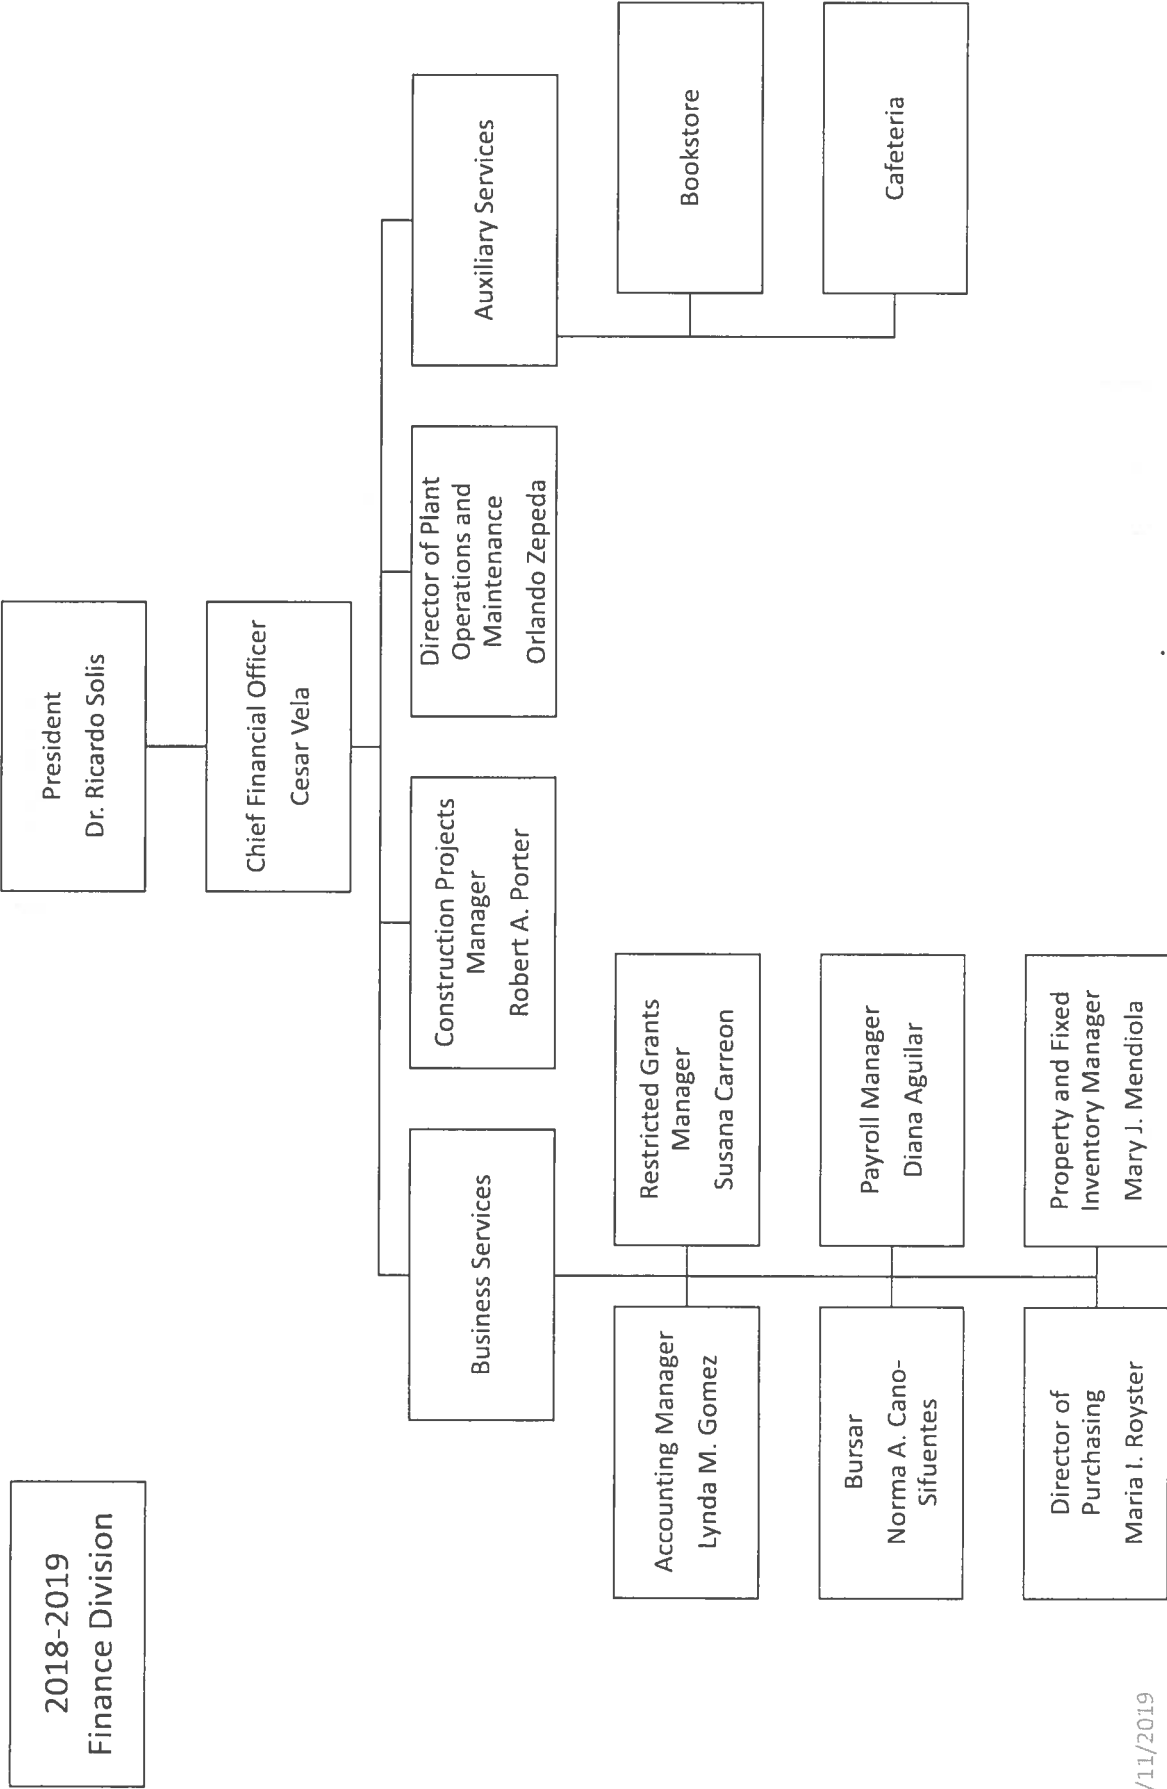 2018-2019
Finance Division
President
Dr. Ricardo Solis
Chief Financial Officer
Cesar Vela
Business Services
Construction Projects
Manager
Robert A. Porter
Director of Plant
Operations and
Maintenance
Orlando Zepeda
Auxiliary Services
Accounting Manager
Lynda M. Gomez
Restricted Grants
Manager
Susana Carreon
Bursar
Norma A. Cano-
Sifuentes
Payroll Manager
Diana Aguilar
Director of
Purchasing
Maria I. Royster
Property and Fixed
Inventory Manager
Mary J. Mendiola
Bookstore
Cafeteria
/11/2019